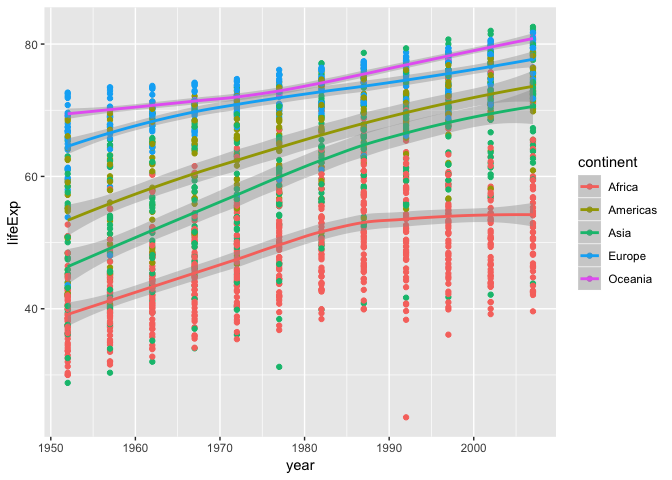 80
60
40
lifeExp
1950
1960
1970
1980
1990
2000
year
continent
Africa
Americas
Asia
Europe
Oceania